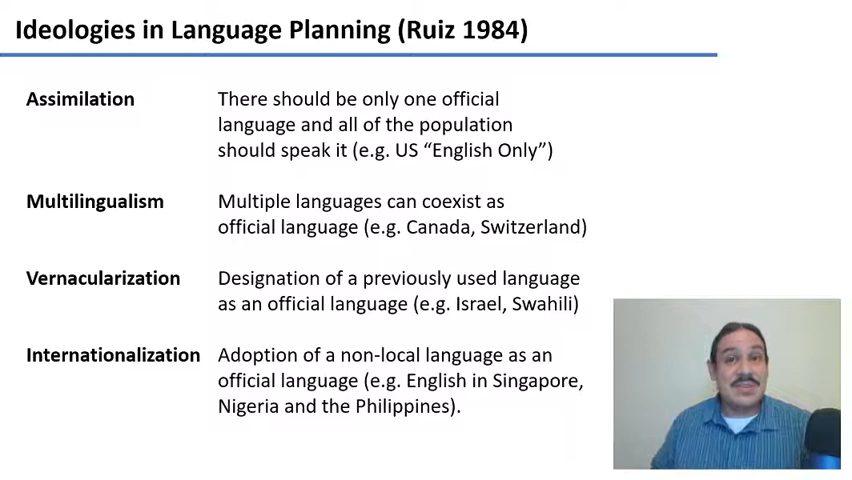 Ideologies in Language Planning (Ruiz 1984)
Assimilation
There should be only one official
language and all of the population
should speak it (e.g. US “English Only”)
Multilingualism
Multiple languages can coexist as
official language (e.g. Canada, Switzerland)
Vernacularization
Designation of a previously used language
as an official language (e.g. Israel, Swahili)
Internationalization
Adoption of a non-local language as an
official language (e.g. English in Singapore,
Nigeria and the Philippines).